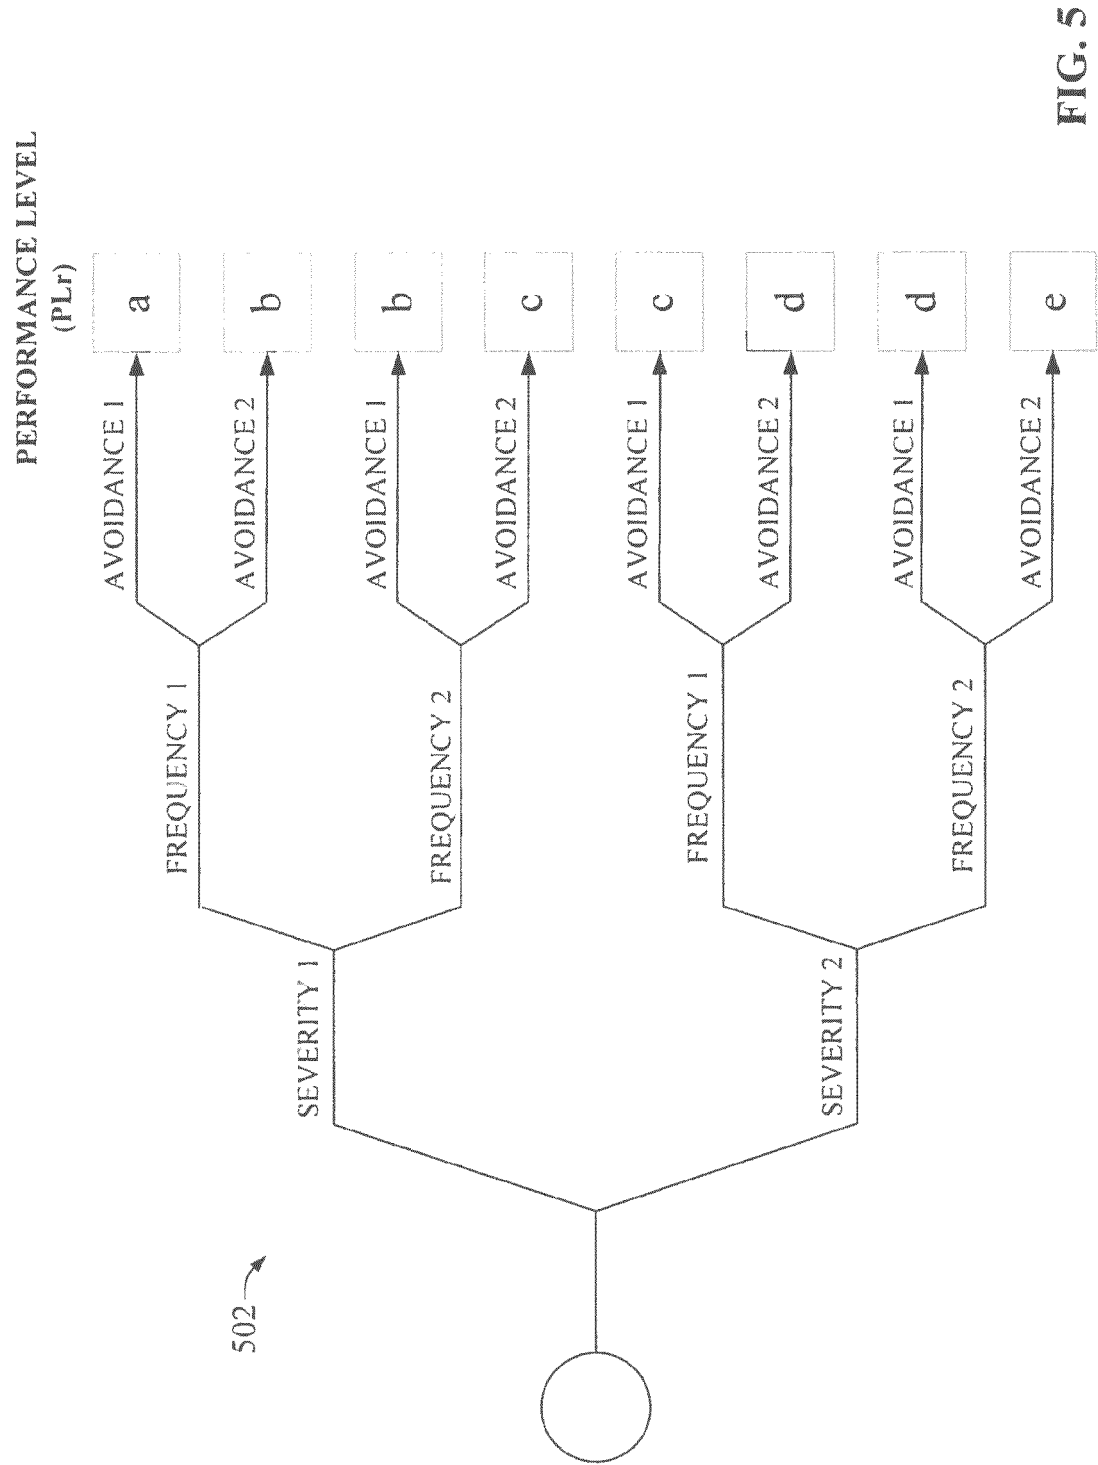 PERFORMANCE LEVEL
(PLr)
502
SEVERITY 1
FREQUENCY 1
AVOIDANCE 1
a
AVOIDANCE 2
b
FREQUENCY 2
AVOIDANCE 1
b
AVOIDANCE 2
c
SEVERITY 2
FREQUENCY 1
AVOIDANCE 1
c
AVOIDANCE 2
d
FREQUENCY 2
AVOIDANCE 1
d
AVOIDANCE 2
e
FIG. 5